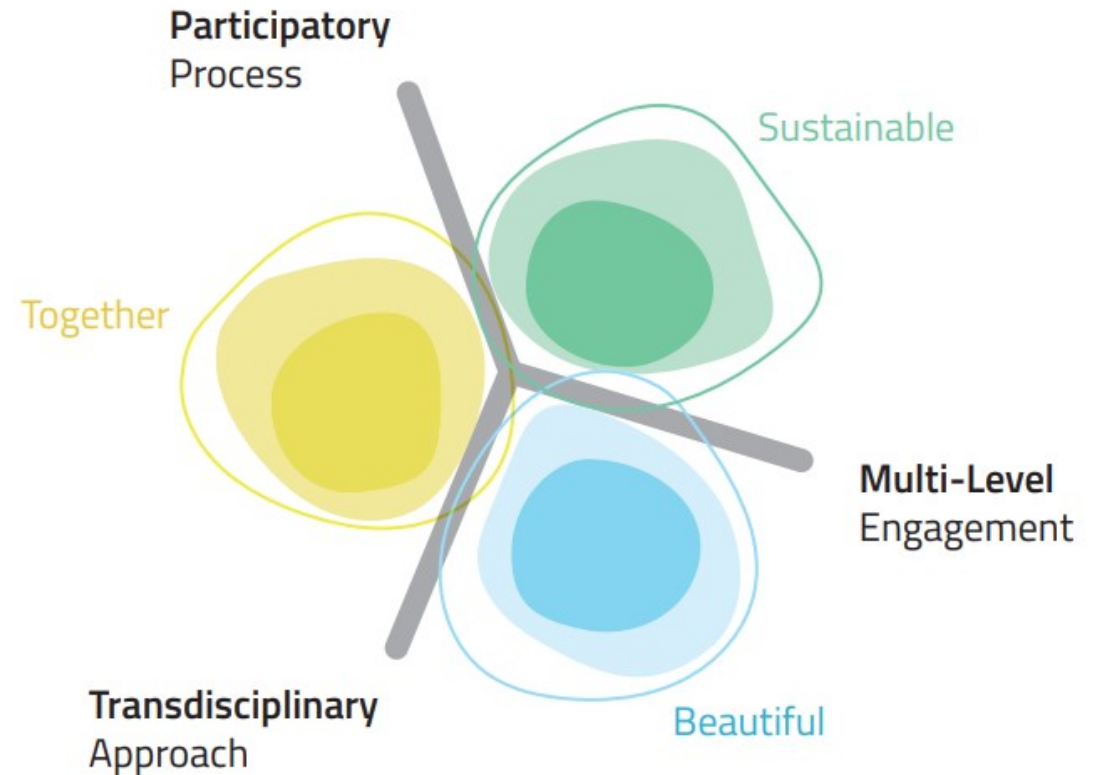 Participatory
Process
Sustainable
Together
Multi-Level
Engagement
Transdisciplinary
Approach
Beautiful